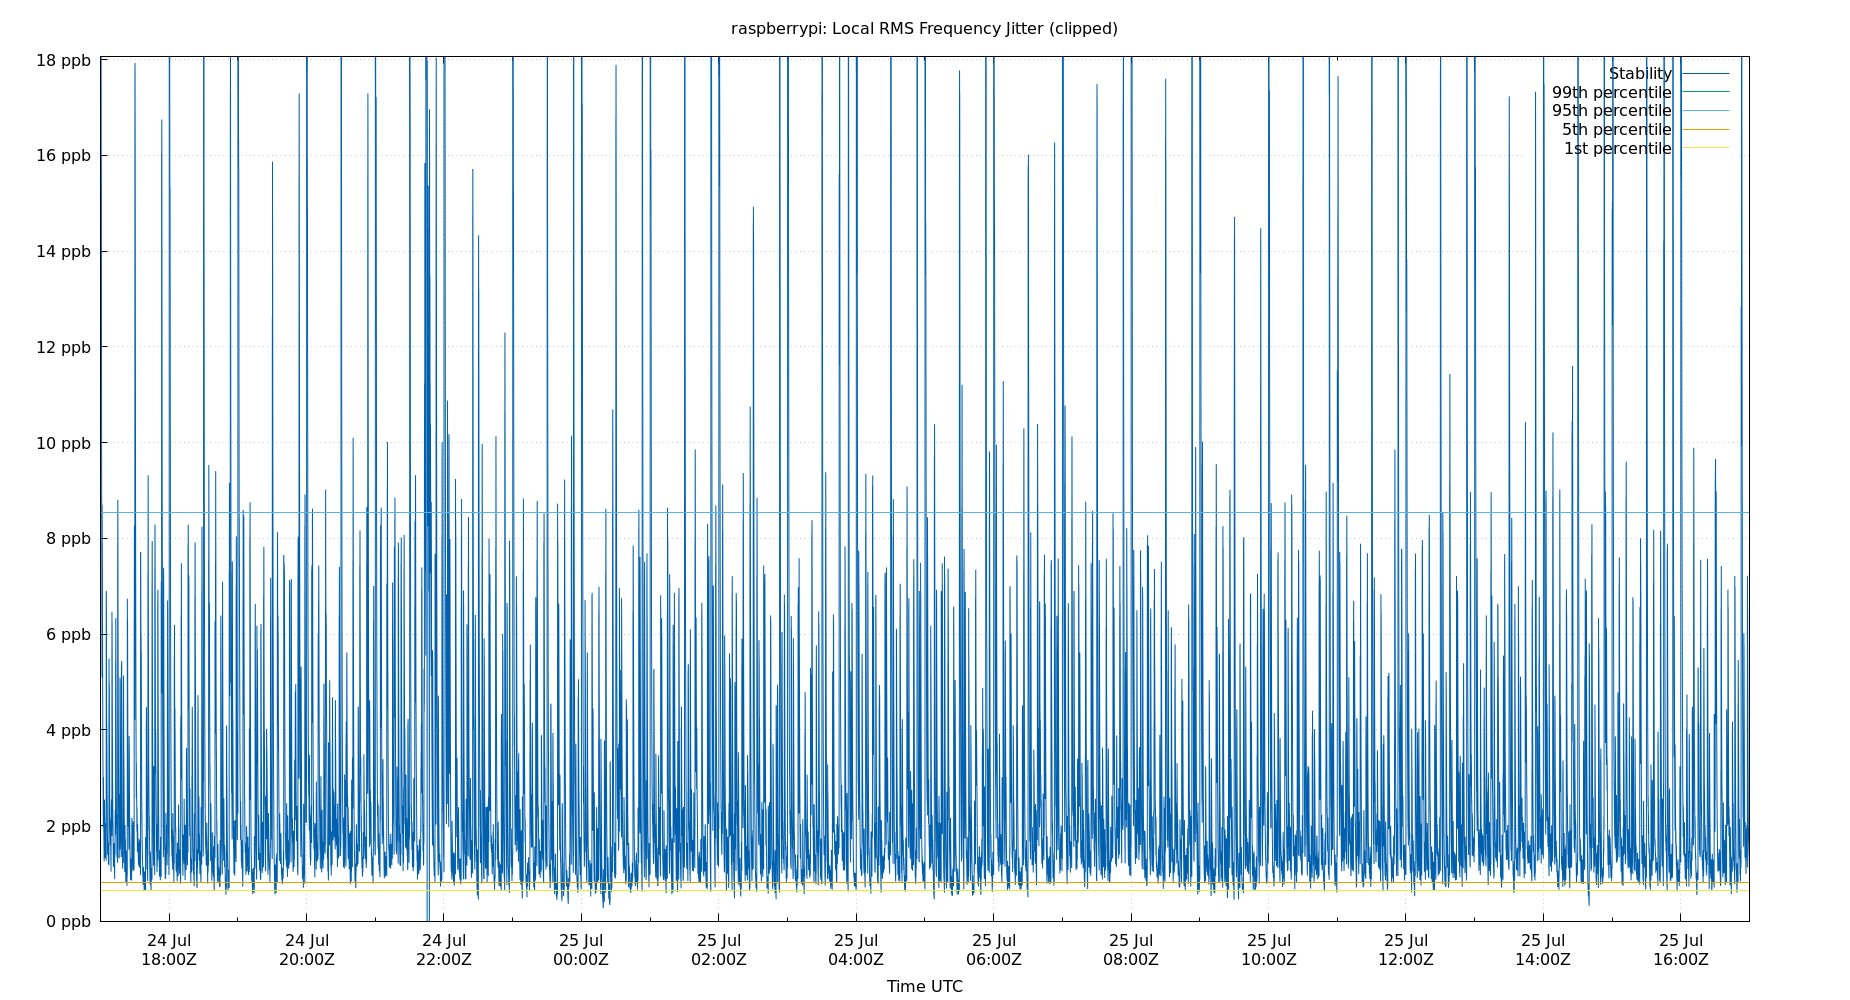 raspberrypi: Local RMS Frequency Jitter (clipped)
18 ppb
16 ppb
14 ppb
12 ppb
10 ppb
8 ppb
6 ppb
4 ppb
2 ppb
0 ppb
Stability
99th percentile
95th percentile
5th percentile
1st percentile
24 Jul 24 Jul 24 Jul 25 Jul 25 Jul 25 Jul 25 Jul 25 Jul 25 Jul 25 Jul 25 Jul 25 Jul
18:00Z 20:00Z 22:00Z 00:00Z 02:00Z 04:00Z 06:00Z 08:00Z 10:00Z 12:00Z 14:00Z 16:00Z
Time UTC